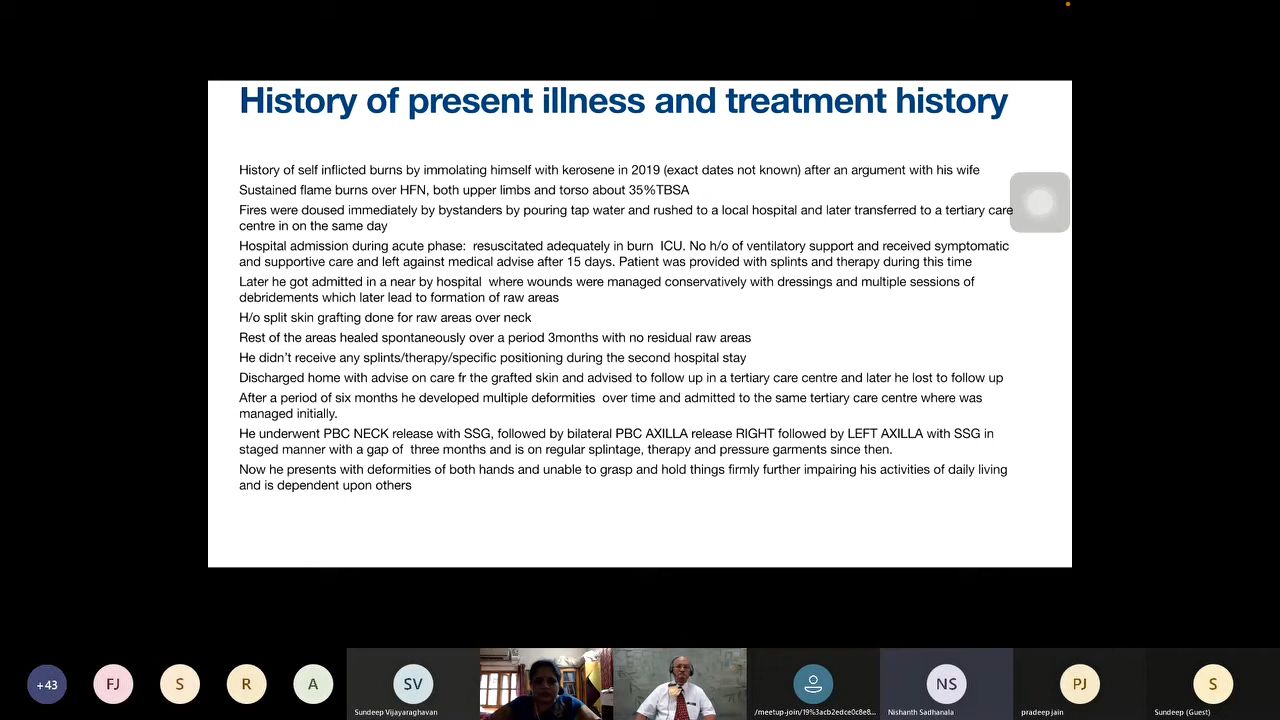 History of present illness and treatment history
History of self inflicted burns by immolating himself with kerosene in 2019 (exact dates not known) after an argument with his wife
Sustained flame burns over HFN, both upper limbs and torso about 35%TBSA
Fires were doused immediately by bystanders by pouring tap water and rushed to a local hospital and later transferred to a tertiary care
centre in on the same day
Hospital admission during acute phase:  resuscitated adequately in burn  ICU. No h/o of ventilatory support and received symptomatic
and supportive care and left against medical advise after 15 days. Patient was provided with splints and therapy during this time
Later he got admitted in a near by hospital  where wounds were managed conservatively with dressings and multiple sessions of
debridements which later lead to formation of raw areas
H/o split skin grafting done for raw areas over neck
Rest of the areas healed spontaneously over a period 3months with no residual raw areas
He didn't receive any splints/therapy/specific positioning during the second hospital stay
Discharged home with advise on care fr the grafted skin and advised to follow up in a tertiary care centre and later he lost to follow up
After a period of six months he developed multiple deformities  over time and admitted to the same tertiary care centre where was
managed initially.
He underwent PBC NECK release with SSG, followed by bilateral PBC AXILLA release RIGHT followed by LEFT AXILLA with SSG in
staged manner with a gap of  three months and is on regular splintage, therapy and pressure garments since then.
Now he presents with deformities of both hands and unable to grasp and hold things firmly further impairing his activities of daily living
and is dependent upon others
+43 FJ S R A SV NS PJ S
Sundeep Vijayaraghavan /meetup-join/19%3acb2edce0c8e8... Nishanth Sadhanala pradeep jain Sundeep (Guest)